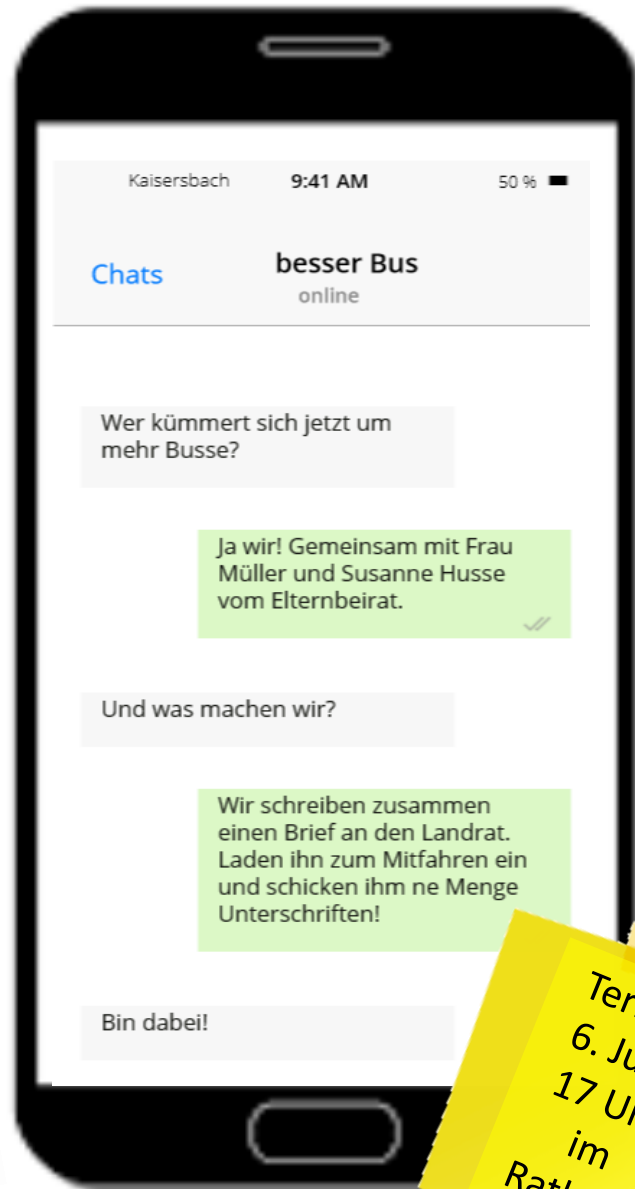 Kaisersbach 9:41 AM 50 %
Chats besser Bus
online
Wer kümmert sich jetzt um
mehr Busse?
Ja wir! Gemeinsam mit Frau
Müller und Susanne Husse
vom Elternbeirat.
Und was machen wir?
Wir schreiben zusammen
einen Brief an den Landrat.
Laden ihn zum Mitfahren ein
und schicken ihm ne Menge
Unterschriften!
Bin dabei!
6.
17
im